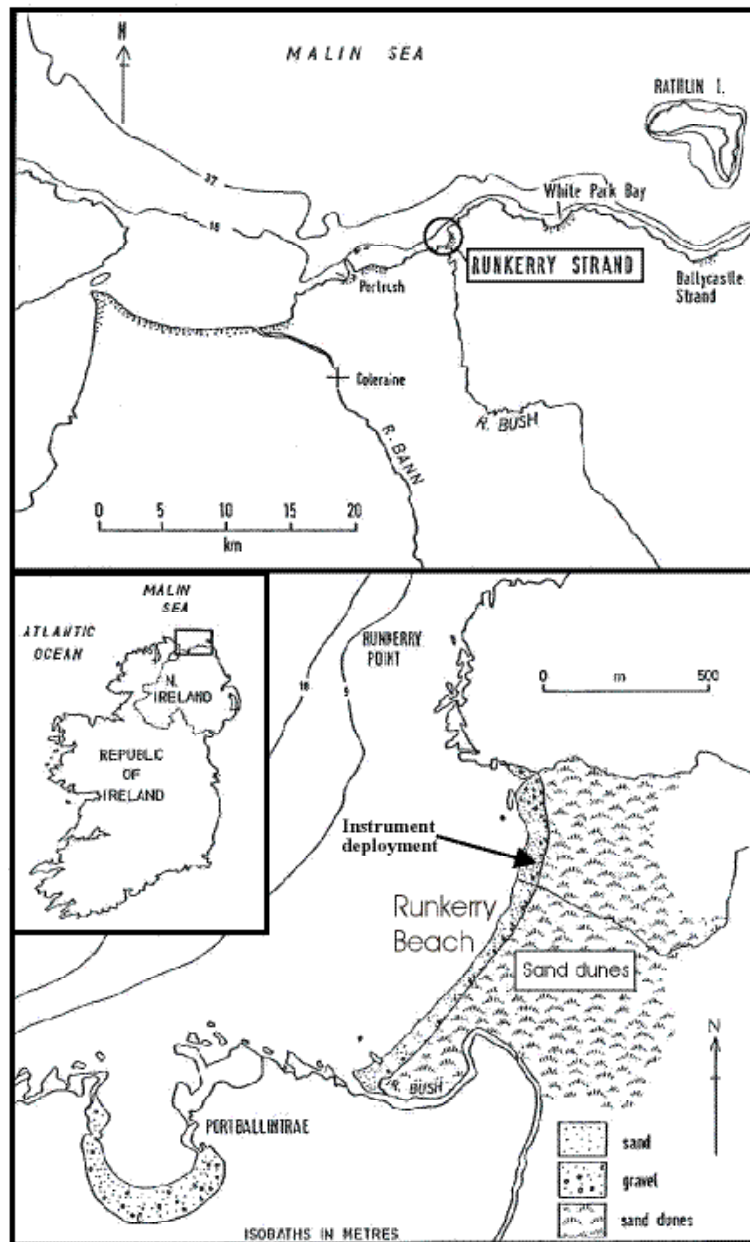 N
MALIN SEA
RATHLIN I.
37
18
White Park Bay
RUNKERRY STRAND
Portrush
Ballycastle
Strand
Coleraine
R. BUSH
R. BANN
0 5 10 15 20
km
MALIN
SEA
ATLANTIC
OCEAN
N.
IRELAND
REPUBLIC
OF
IRELAND
RUNKERRY
POINT
18
9
0 m 500
Instrument
deployment
Runkerry
Beach
Sand dunes
N
R. BUSH
PORTBALLINTRAE
sand
gravel
sand dunes
ISOBATHS IN METRES